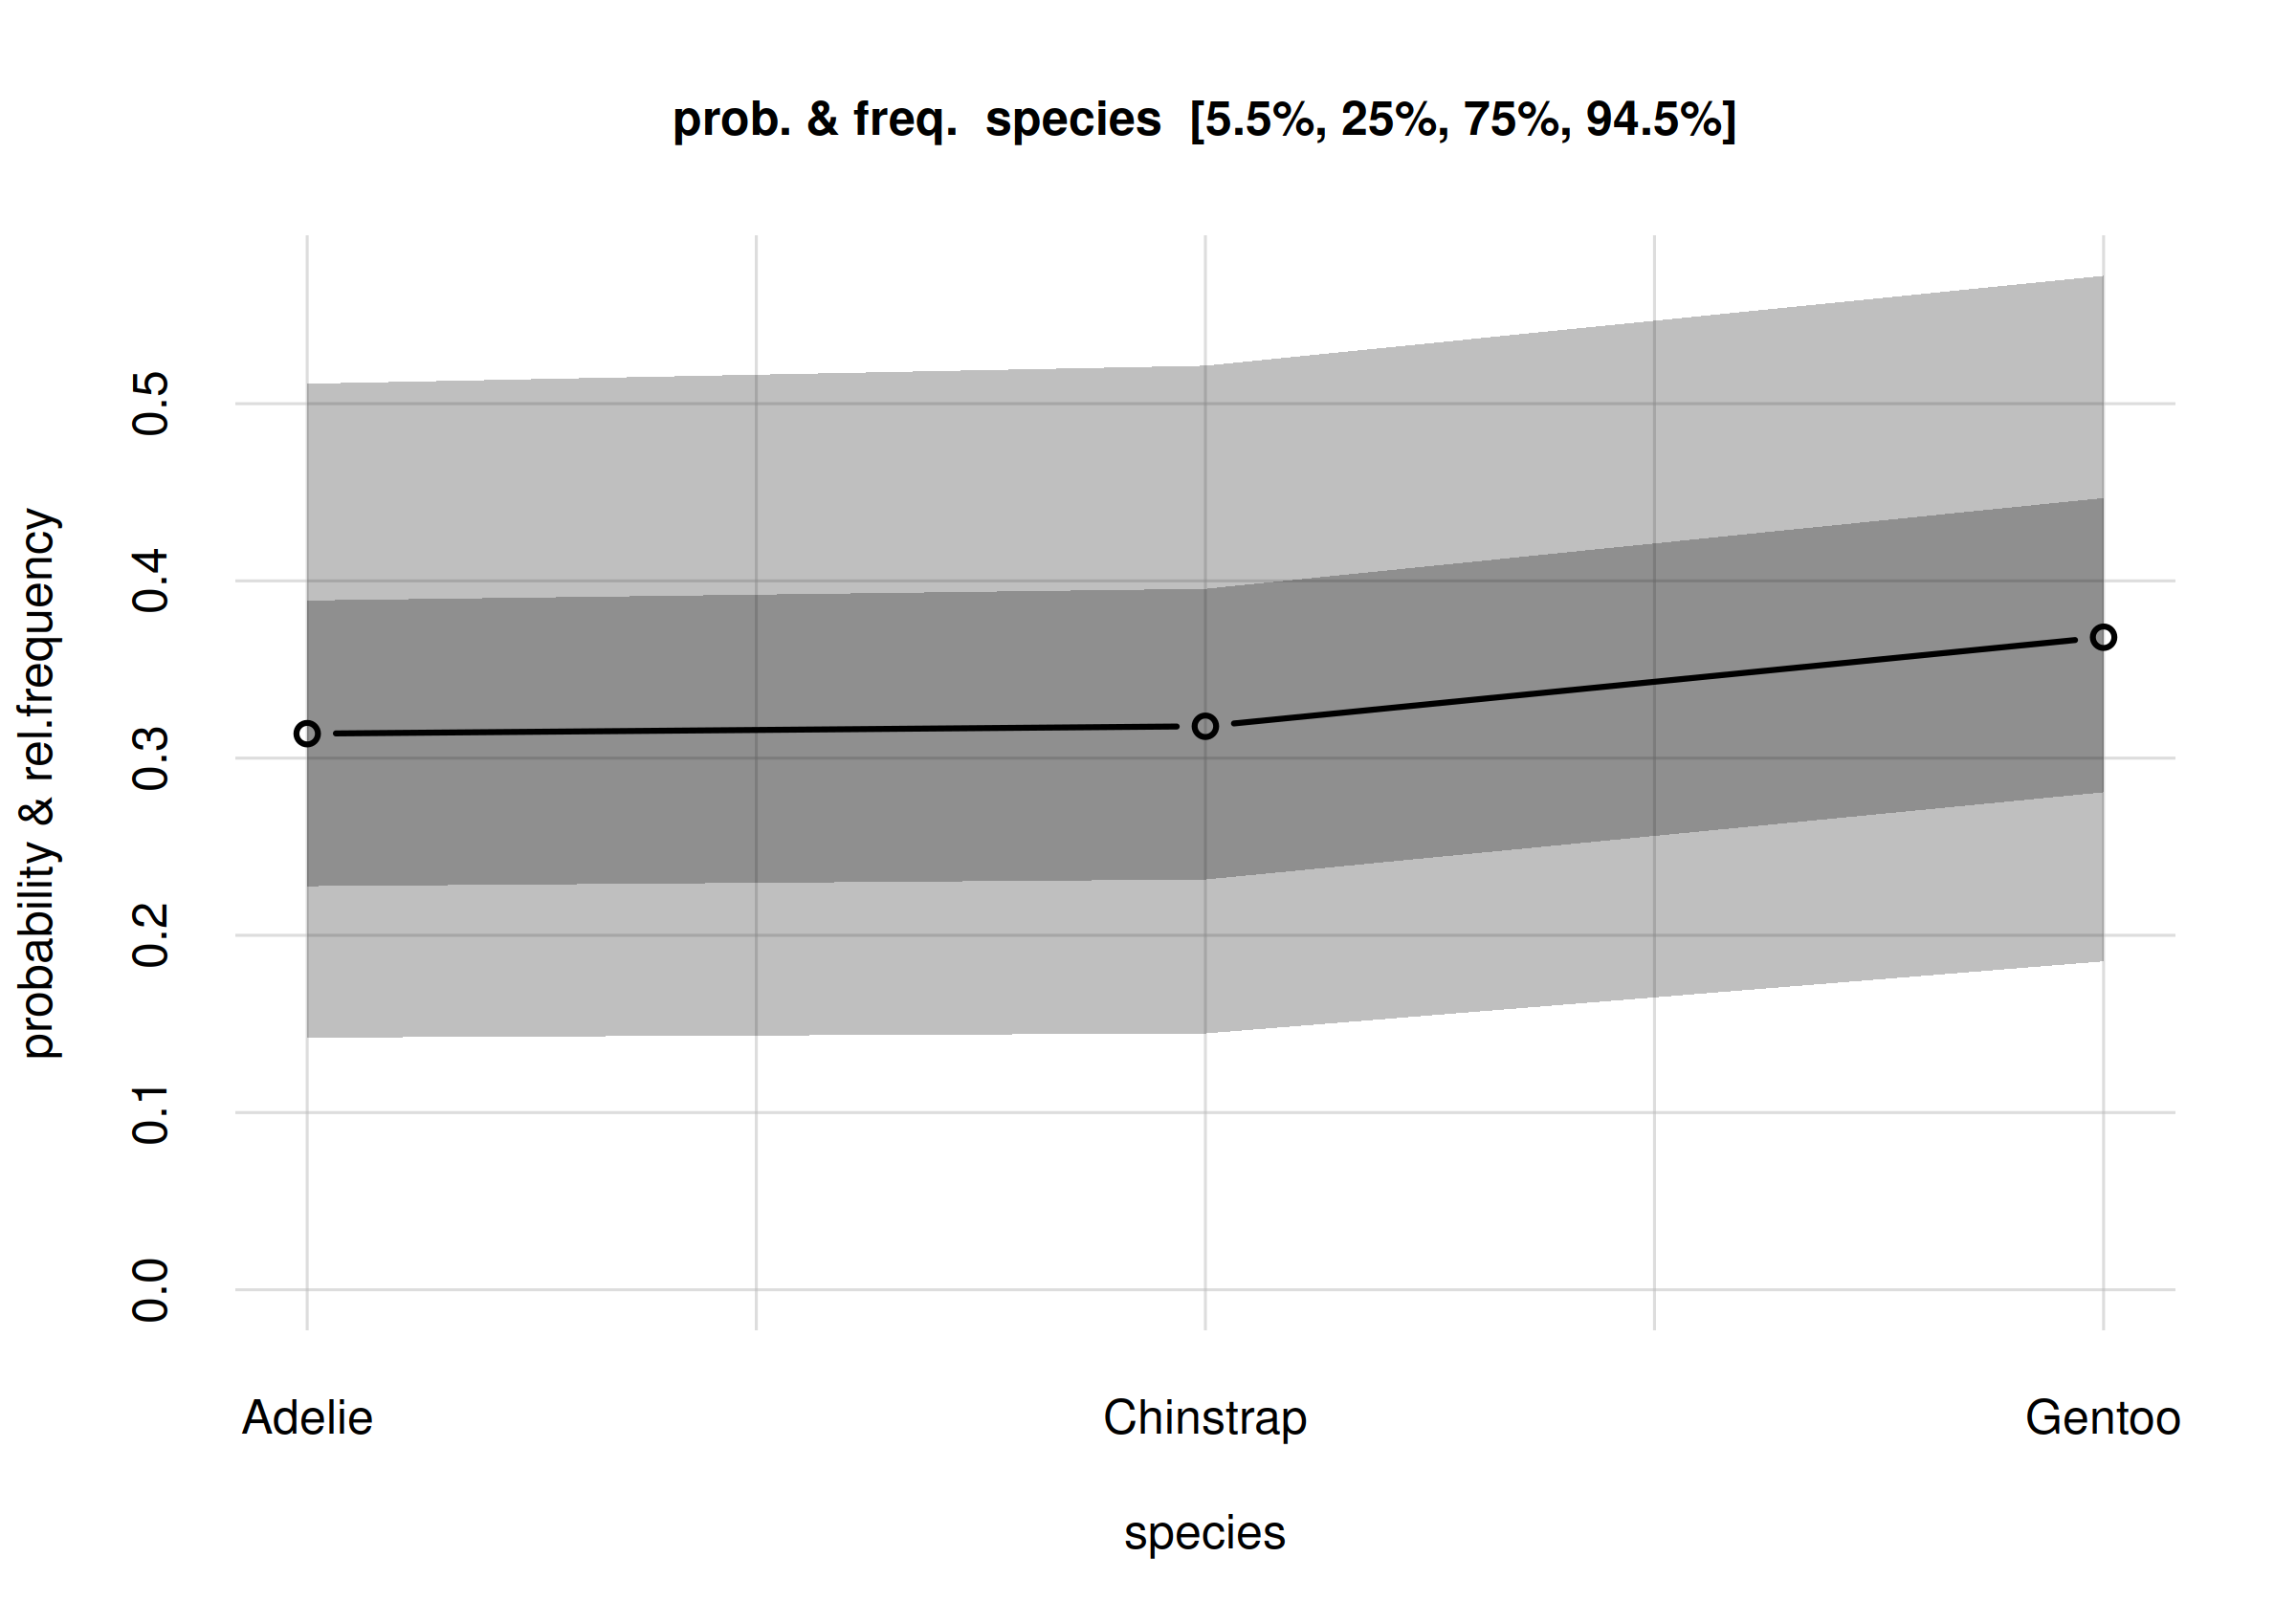 prob. & freq.  species  [5.5%, 25%, 75%, 94.5%]
probability & rel.frequency
0.5
0.4
0.3
0.2
0.1
0.0
Adelie Chinstrap Gentoo
species